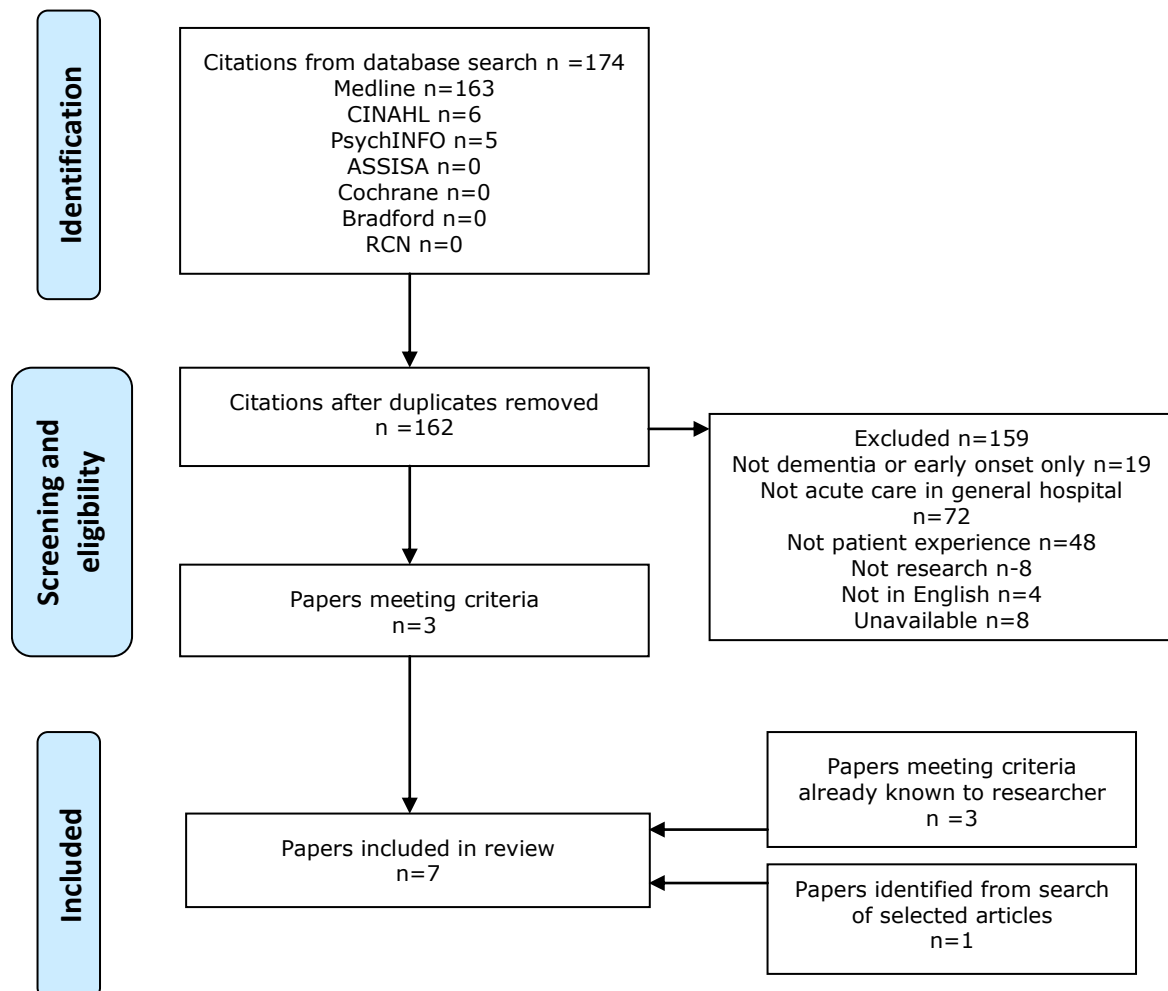 Identification
Citations from database search n =174
Medline n=163
CINAHL n=6
PsychINFO n=5
ASSISA n=0
Cochrane n=0
Bradford n=0
RCN n=0
Screening and
eligibility
Citations after duplicates removed
n =162
Excluded n=159
Not dementia or early onset only n=19
Not acute care in general hospital
n=72
Not patient experience n=48
Not research n-8
Not in English n=4
Unavailable n=8
Papers meeting criteria
n=3
Included
Papers meeting criteria
already known to researcher
n =3
Papers included in review
n=7
Papers identified from search
of selected articles
n=1